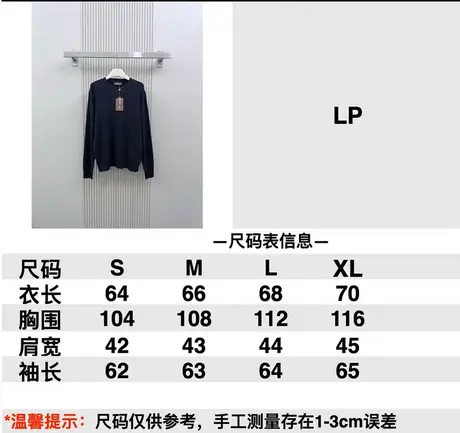 LP
—尺码表信息—
尺码 S M L XL
衣长 64 66 68 70
胸围 104 108 112 116
肩宽 42 43 44 45
袖长 62 63 64 65
*温馨提示：尺码仅供参考，手工测量存在1-3cm误差